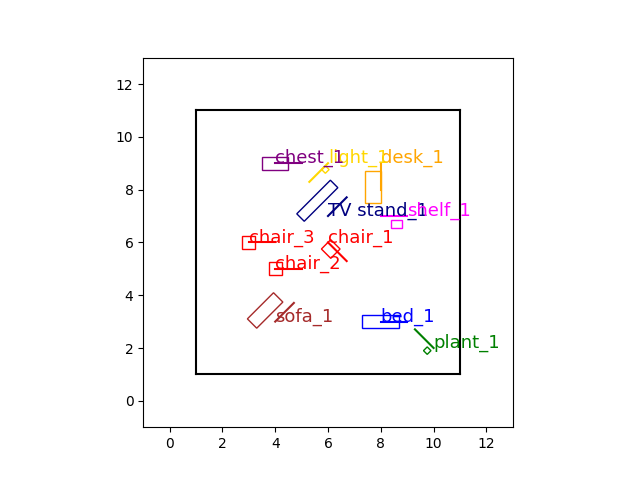 12
10
8
6
4
2
0
chest_1
light_1
desk_1
TV stand_1
shelf_1
chair_3
chair_1
chair_2
sofa_1
bed_1
plant_1
0 2 4 6 8 10 12